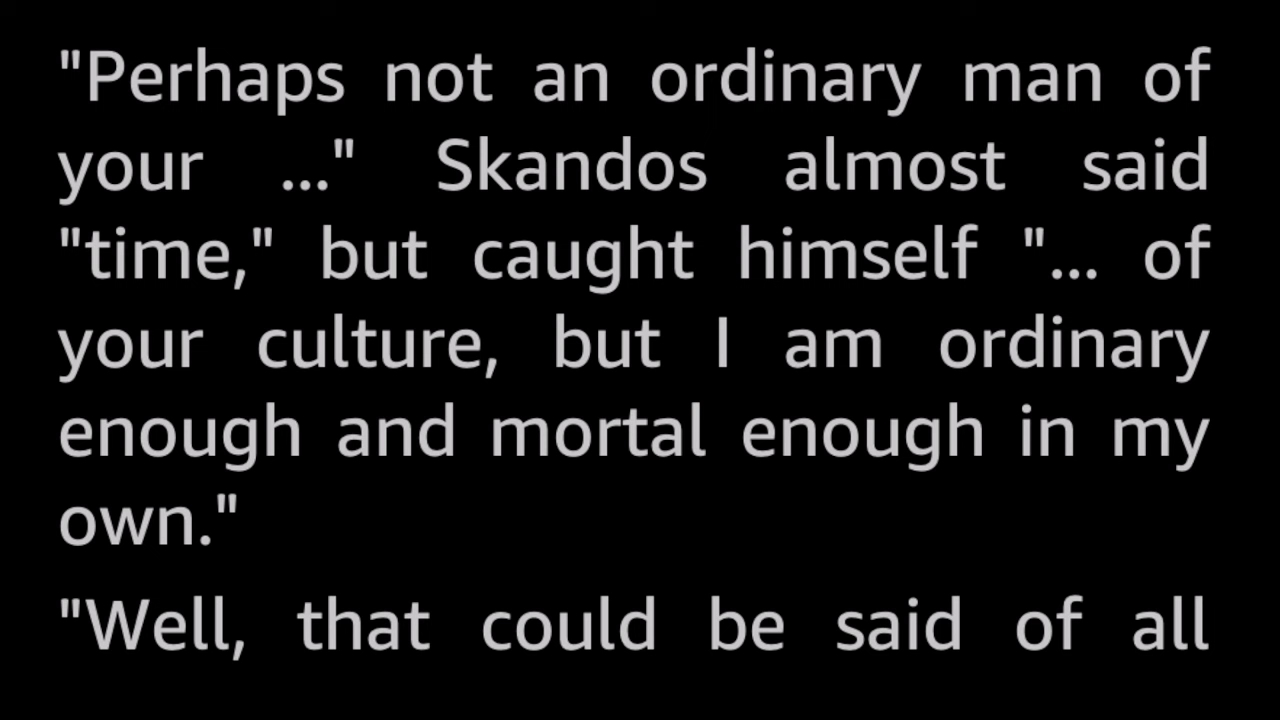 "Perhaps not an ordinary man of
your ..." Skandos almost said
"time," but caught himself "... of
your culture, but I am ordinary
enough and mortal enough in my
own."
"Well, that could be said of all